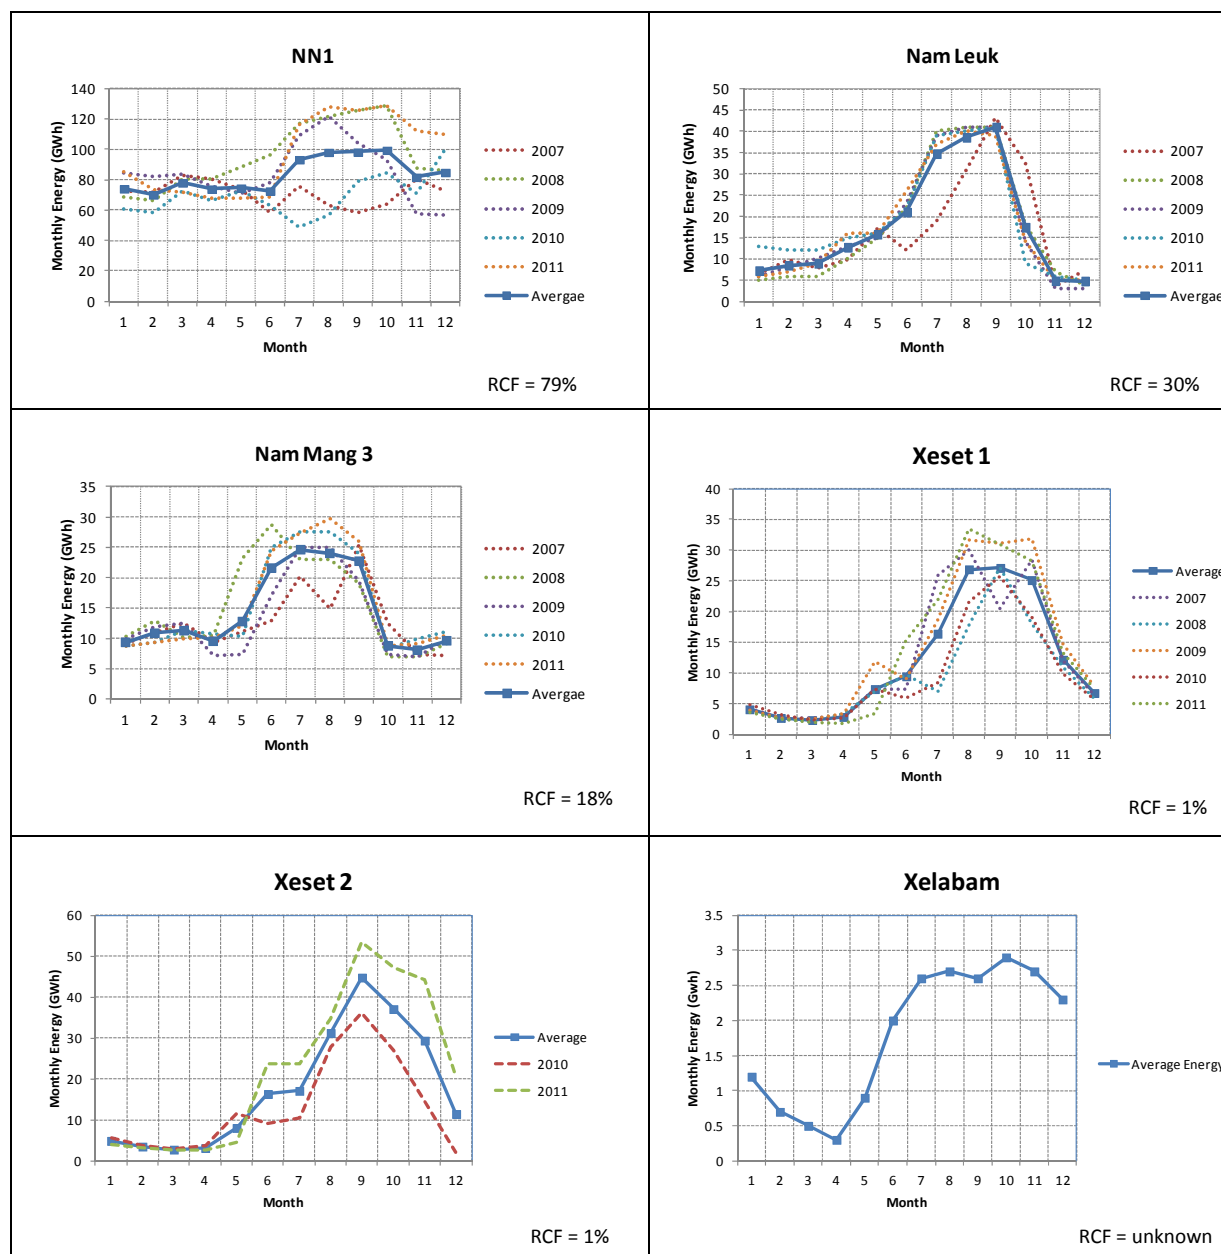 NN1
Monthly Energy (GWh)
140
120
100
80
60
40
20
0
1 2 3 4 5 6 7 8 9 10 11 12
Month
2007
2008
2009
2010
2011
Avergae
RCF = 79%
Nam Leuk
Monthly Energy (GWh)
50
45
40
35
30
25
20
15
10
5
0
1 2 3 4 5 6 7 8 9 10 11 12
Month
2007
2008
2009
2010
2011
Avergae
RCF = 30%
Nam Mang 3
Monthly Energy (GWh)
35
30
25
20
15
10
5
0
1 2 3 4 5 6 7 8 9 10 11 12
Month
2007
2008
2009
2010
2011
Avergae
RCF = 18%
Xeset 1
Monthly Energy (GWh)
40
35
30
25
20
15
10
5
0
1 2 3 4 5 6 7 8 9 10 11 12
Month
Average
2007
2008
2009
2010
2011
RCF = 1%
Xeset 2
Monthly Energy (GWh)
60
50
40
30
20
10
0
1 2 3 4 5 6 7 8 9 10 11 12
Month
Average
2010
2011
RCF = 1%
Xelabam
Monthly Energy (Gwh)
3.5
3
2.5
2
1.5
1
0.5
0
1 2 3 4 5 6 7 8 9 10 11 12
Month
Average Energy
RCF = unknown